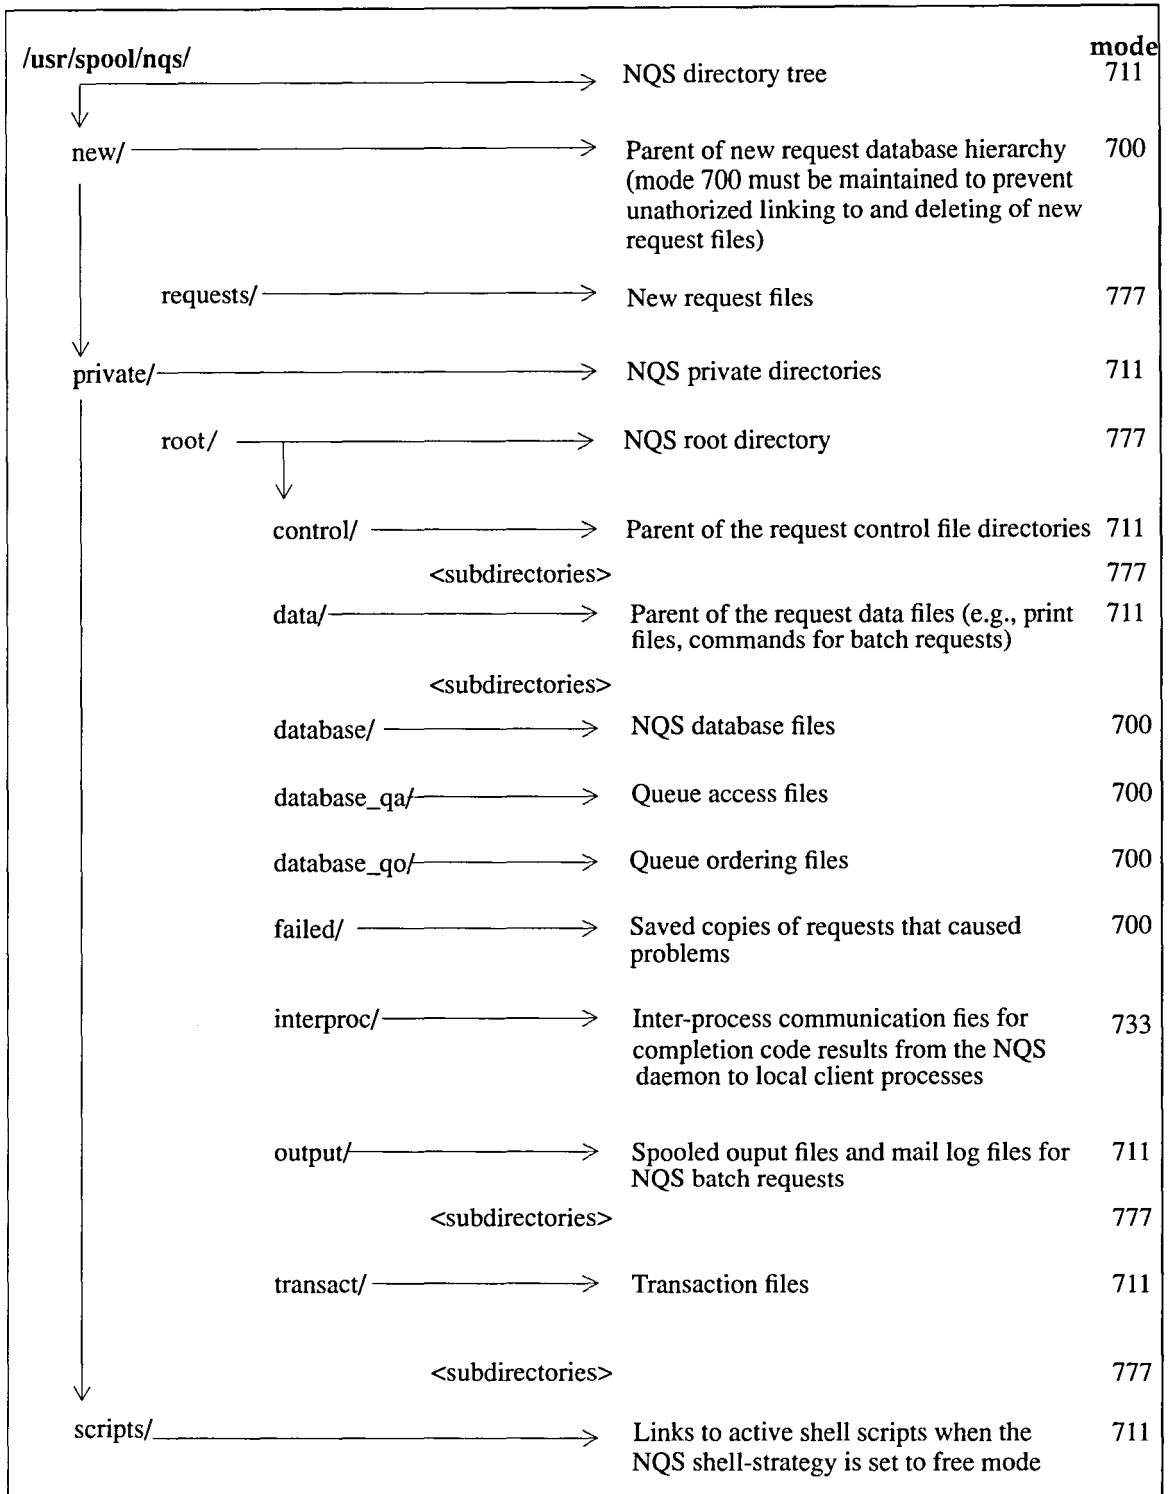 mode
/usr/spool/nqs/
NQS directory tree 711
new/ Parent of new request database hierarchy 700
(mode 700 must be maintained to prevent
unathorized linking to and deleting of new
request files)
requests/ New request files 777
private/ NQS private directories 711
root/ NQS root directory 777
control/ Parent of the request control file directories 711
<subdirectories> 777
data/ Parent of the request data files (e.g., print 711
files, commands for batch requests)
<subdirectories>
database/ NQS database files 700
database_qa/ Queue access files 700
database_qo/ Queue ordering files 700
failed/ Saved copies of requests that caused 700
problems
interproc/ Inter-process communication fies for 733
completion code results from the NQS
daemon to local client processes
output/ Spooled ouput files and mail log files for 711
NQS batch requests
<subdirectories> 777
transact/ Transaction files 711
<subdirectories> 777
scripts/ Links to active shell scripts when the 711
NQS shell-strategy is set to free mode